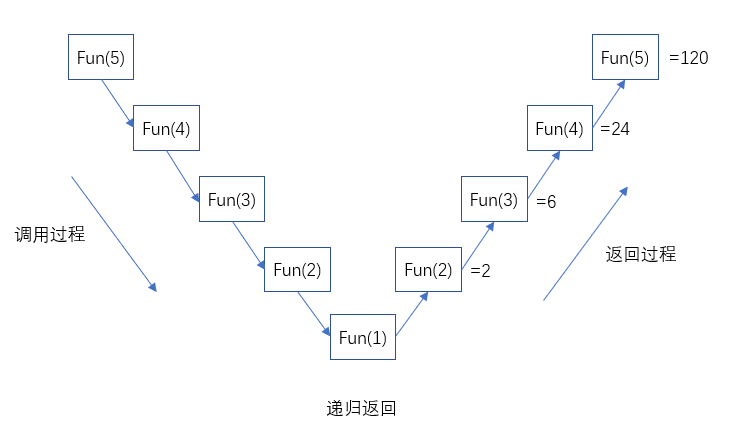 Fun(5)
Fun(5) =120
Fun(4)
Fun(4) =24
Fun(3)
Fun(3) =6
调用过程
返回过程
Fun(2)
Fun(2) =2
Fun(1)
递归返回